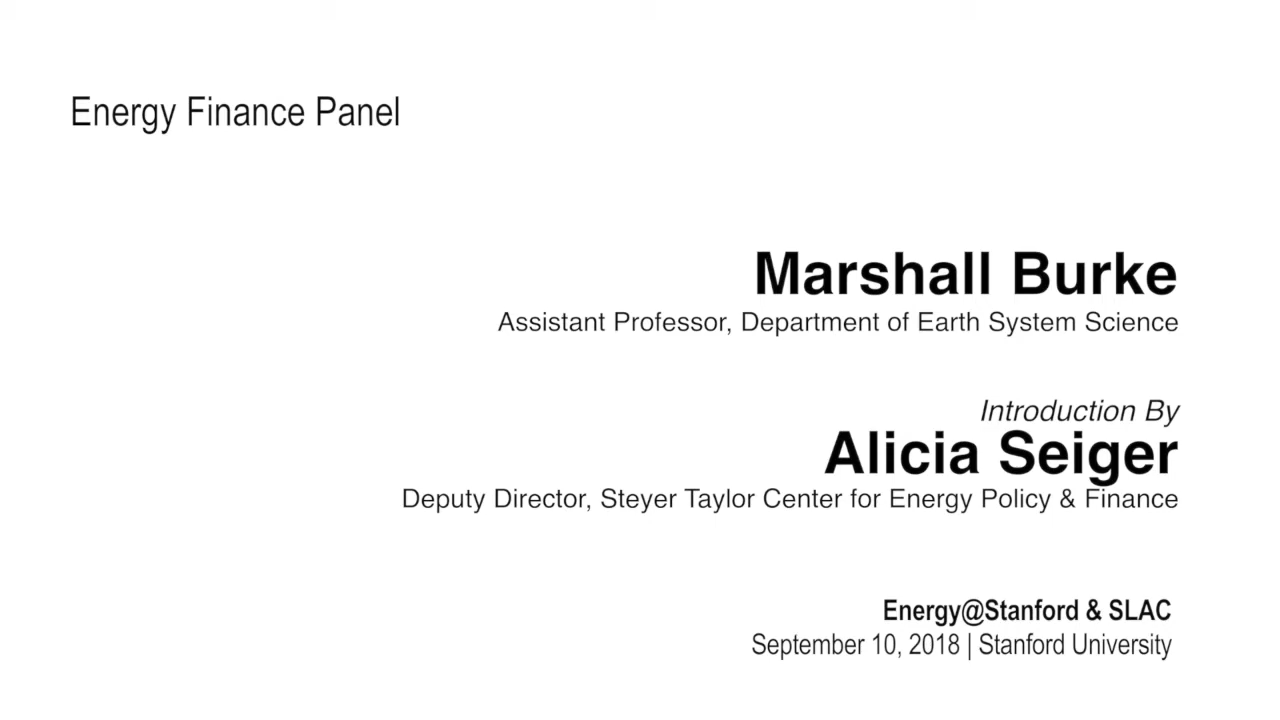 Energy Finance Panel
Marshall Burke
Assistant Professor, Department of Earth System Science
Introduction By
Alicia Seiger
Deputy Director, Steyer Taylor Center for Energy Policy & Finance
Energy@Stanford & SLAC
September 10, 2018 | Stanford University